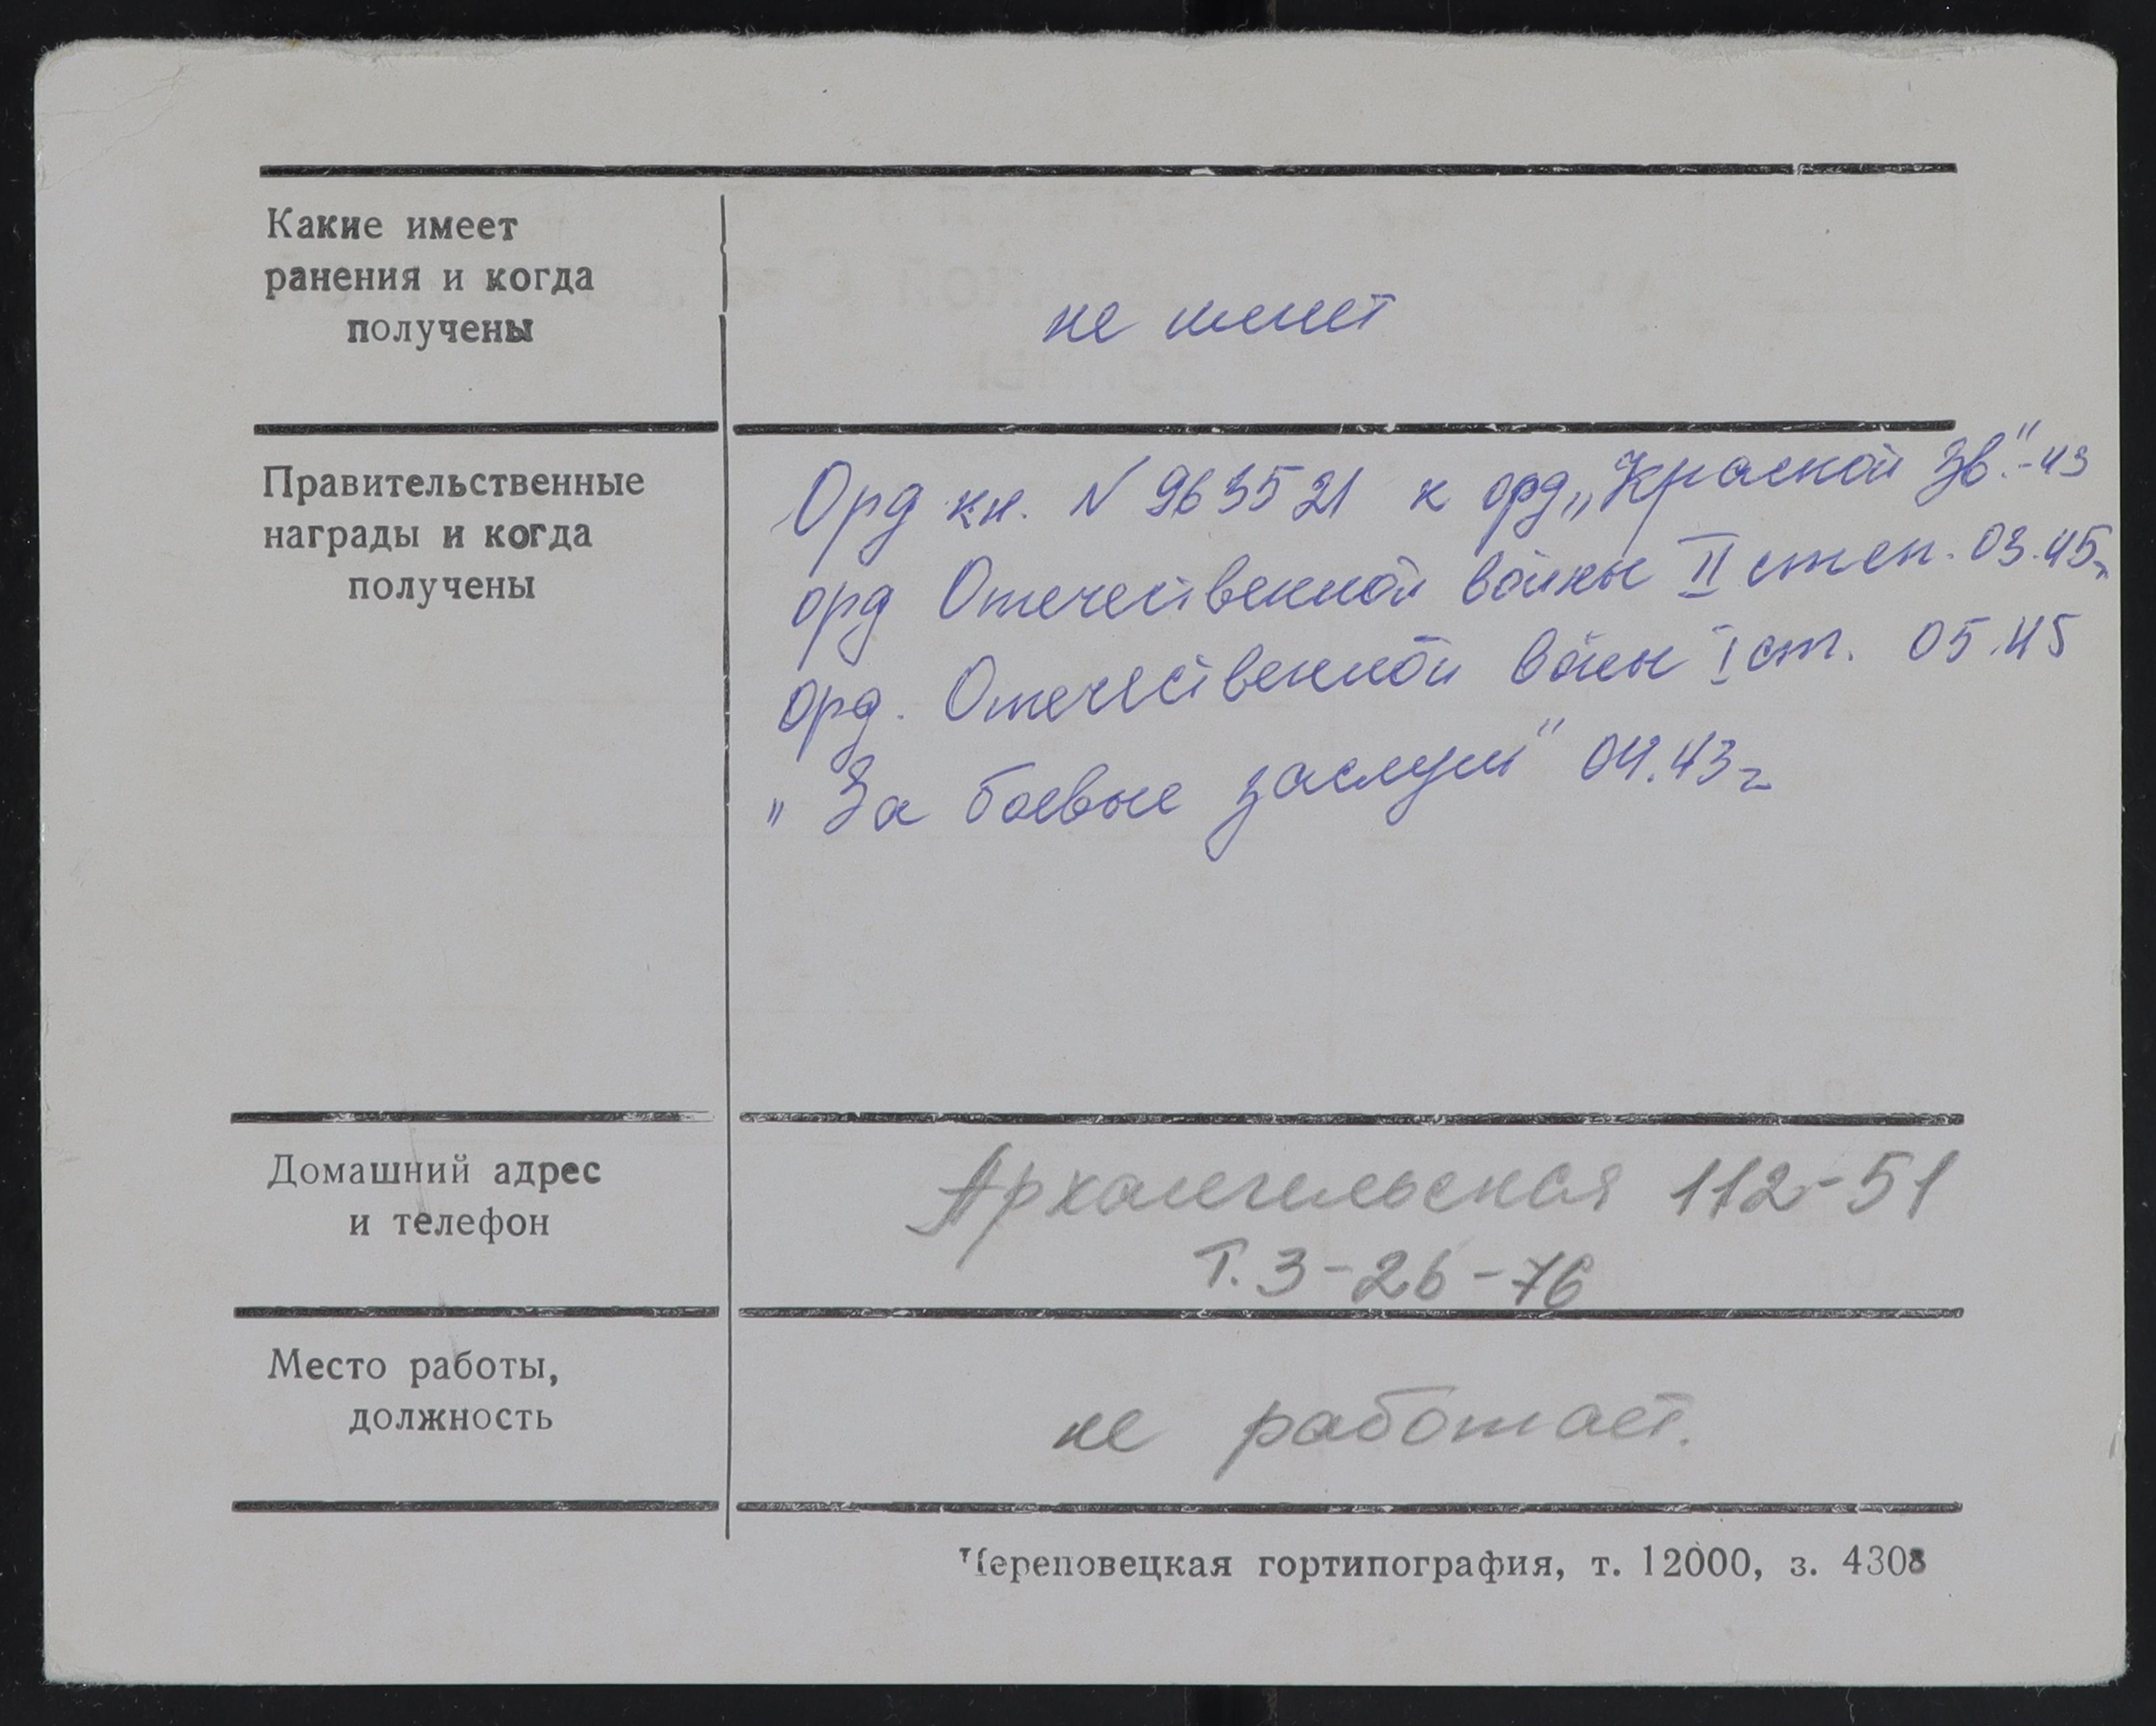 Какие имеет
ранения и когда
получены
не имеет
Правительственные
награды и когда
получены
Орд кн. N 963521 к орд „Красной Зв." -43
орд Отечественной войны II степ. 03.45г
орд. Отечественной войны I ст. 05.45
„За боевые заслуги" 04.43г
Домашний адрес
и телефон
Архангельская 112-51
Т. 3-26-76
Место работы,
должность
не работает.
Череповецкая гортипография, т. 12000, з. 4308